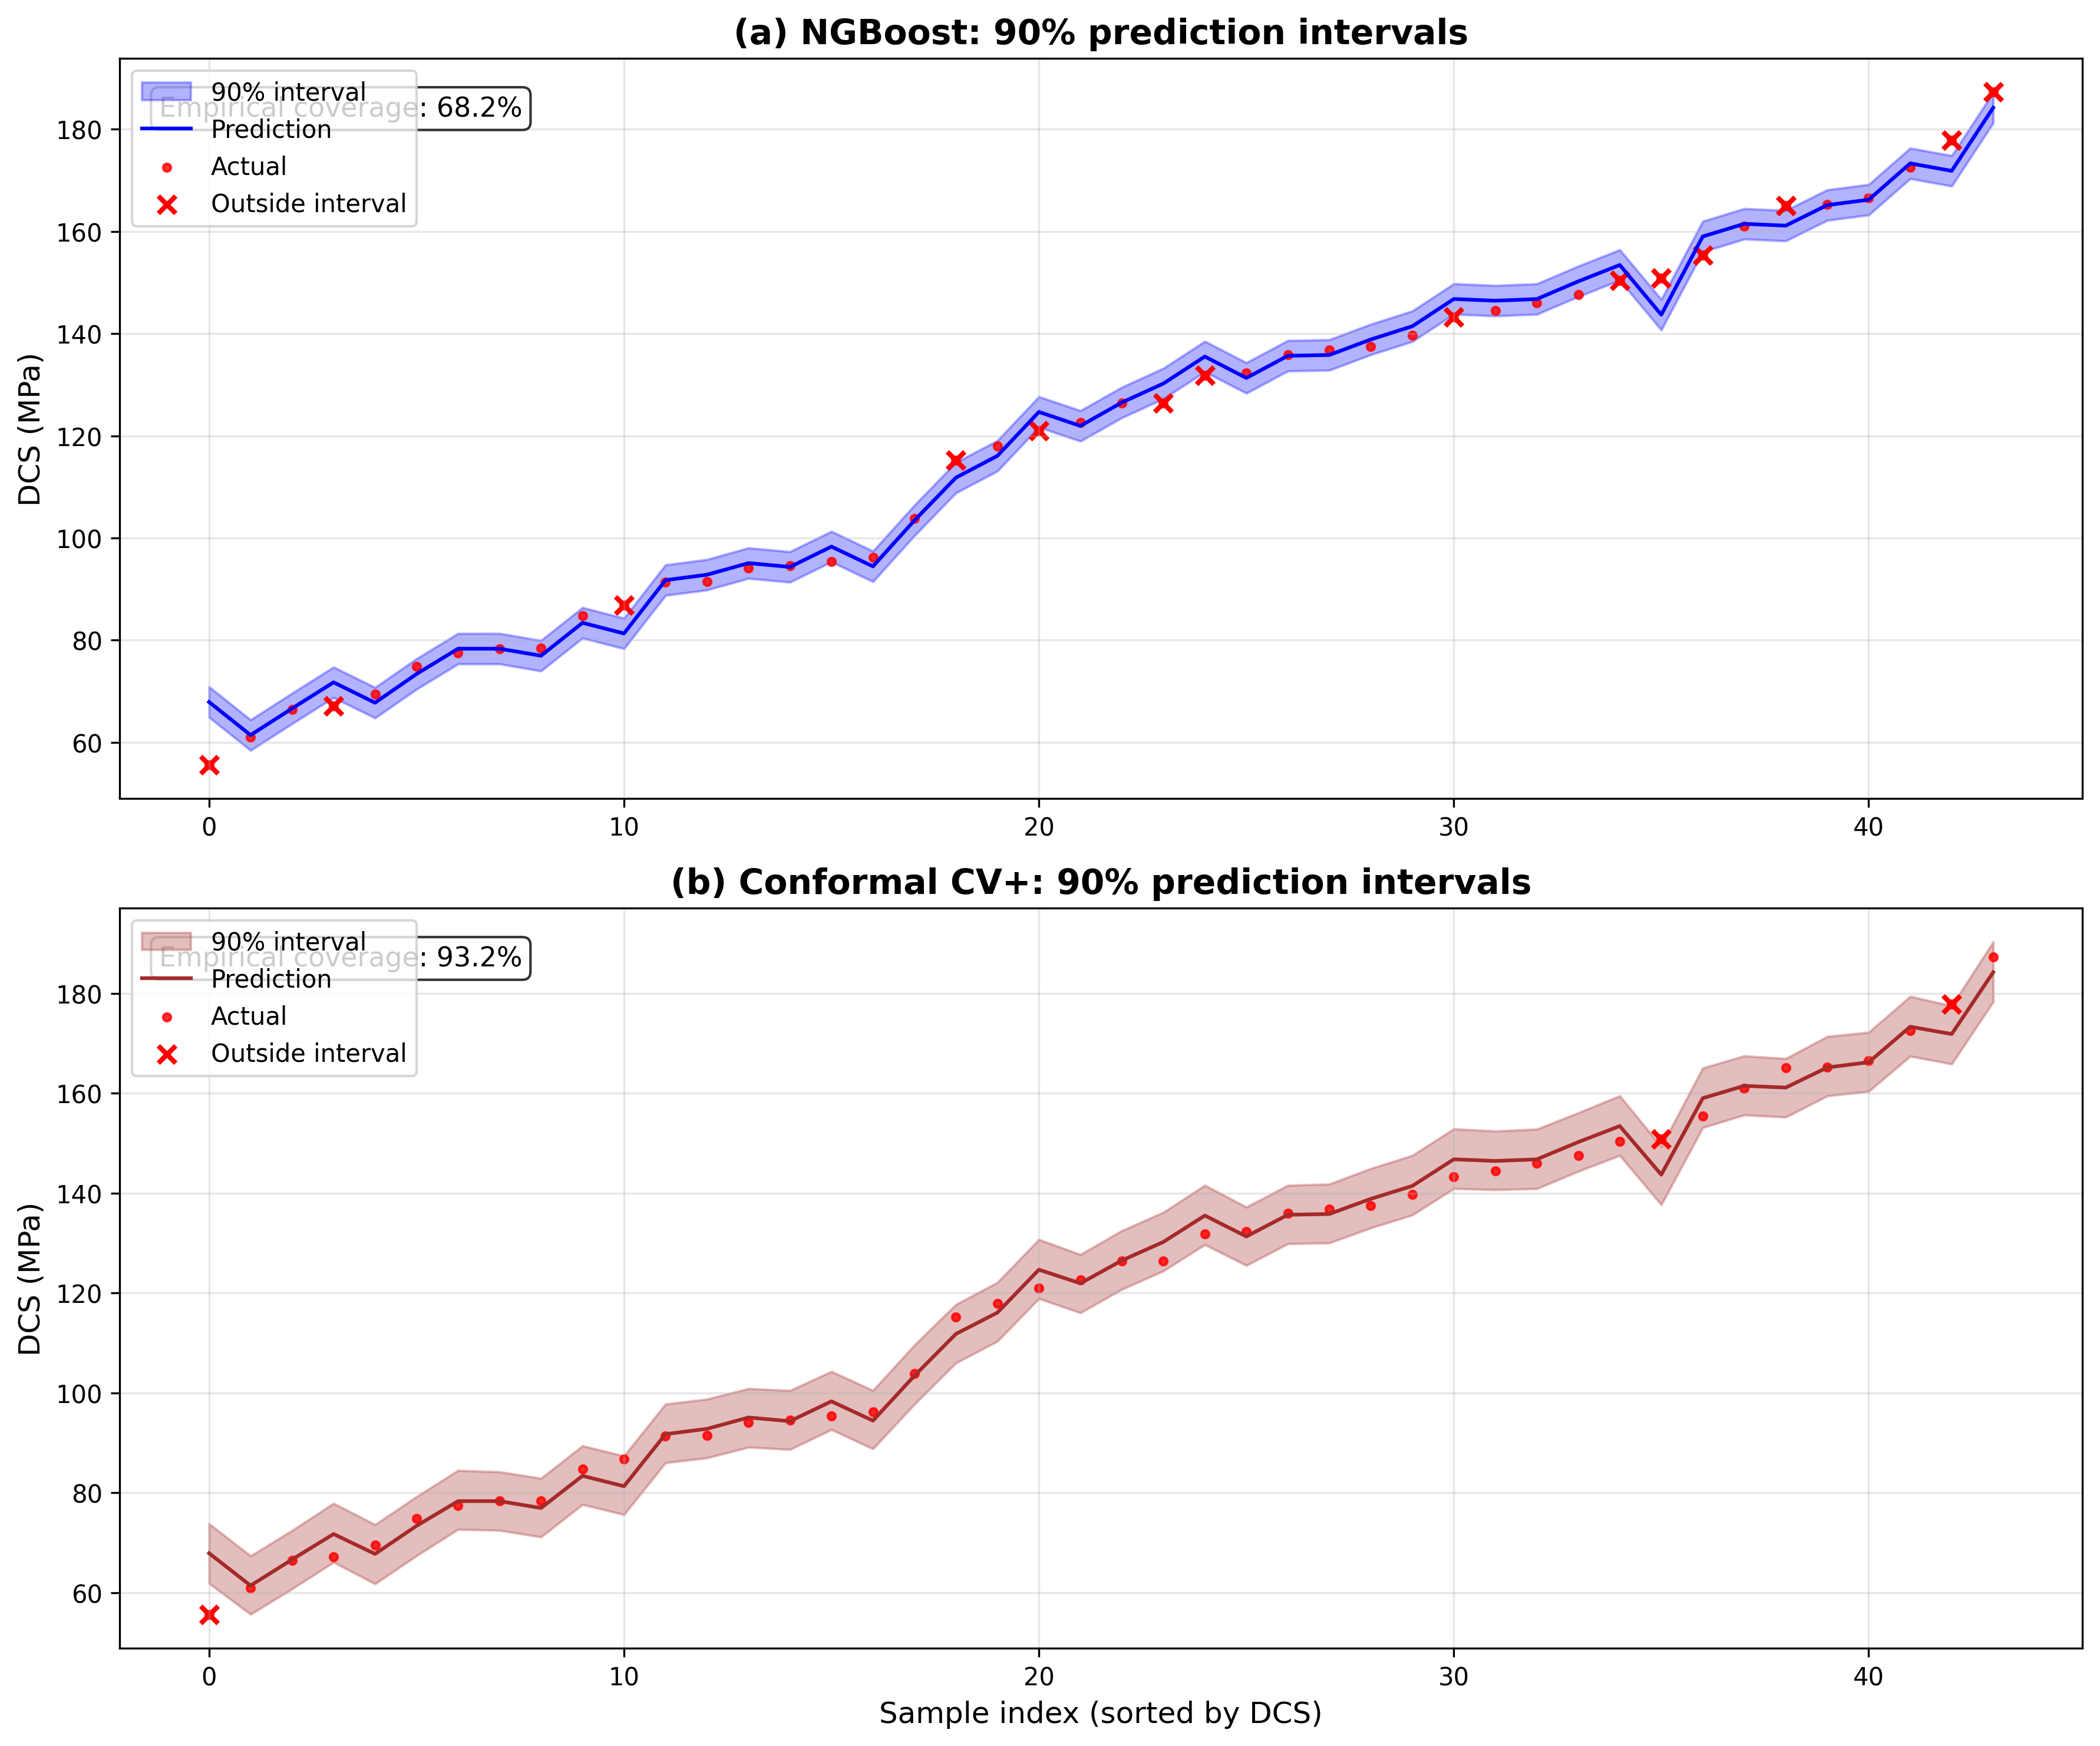 (a) NGBoost: 90% prediction intervals
90% interval
Empirical coverage: 68.2%
Prediction
Actual
Outside interval
DCS (MPa)
180
160
140
120
100
80
60
0 10 20 30 40
(b) Conformal CV+: 90% prediction intervals
90% interval
Empirical coverage: 93.2%
Prediction
Actual
Outside interval
DCS (MPa)
180
160
140
120
100
80
60
0 10 20 30 40
Sample index (sorted by DCS)